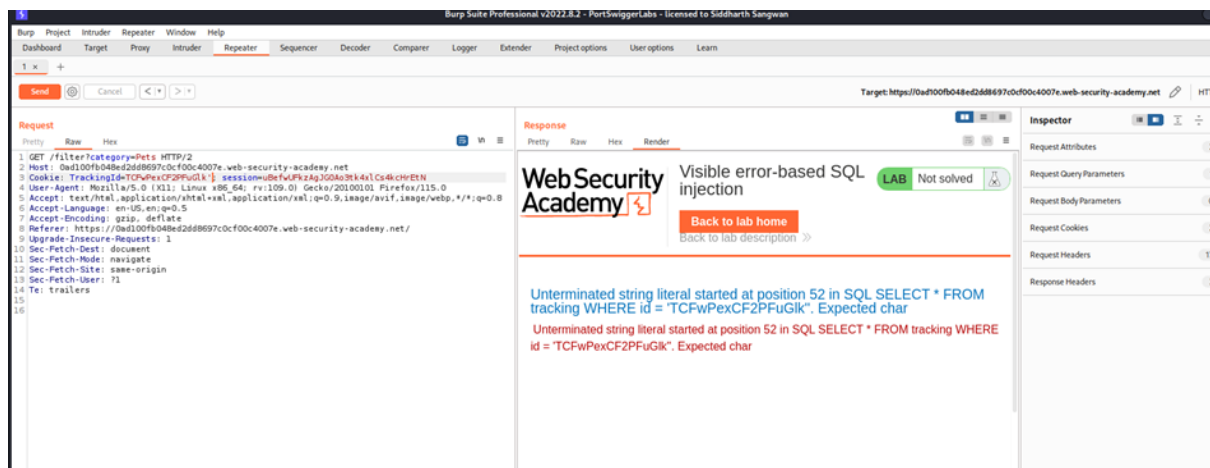 Burp Suite Professional v2022.8.2 - PortSwiggerLabs - licensed to Siddharth Sangwan
Burp Project Intruder Repeater Window Help
Dashboard Target Proxy Intruder Repeater Sequencer Decoder Comparer Logger Extender Project options User options Learn
1 × +
Send Cancel < > Target: https://0ad100fb048ed2dd8697c0cf00c4007e.web-security-academy.net HT
Request
Pretty Raw Hex
1 GET /filter?category=Pets HTTP/2
2 Host: 0ad100fb048ed2dd8697c0cf00c4007e.web-security-academy.net
3 Cookie: TrackingId=TCFwPexCF2PFuGlk'; session=uBefwUFkzAgJG0Ao3tk4xlCs4kcHrEtN
4 User-Agent: Mozilla/5.0 (X11; Linux x86_64; rv:109.0) Gecko/20100101 Firefox/115.0
5 Accept: text/html,application/xhtml+xml,application/xml;q=0.9,image/avif,image/webp,*/*;q=0.8
6 Accept-Language: en-US,en;q=0.5
7 Accept-Encoding: gzip, deflate
8 Referer: https://0ad100fb048ed2dd8697c0cf00c4007e.web-security-academy.net/
9 Upgrade-Insecure-Requests: 1
10 Sec-Fetch-Dest: document
11 Sec-Fetch-Mode: navigate
12 Sec-Fetch-Site: same-origin
13 Sec-Fetch-User: ?1
14 Te: trailers
15
16
Response
Pretty Raw Hex Render
Web Security
Academy
Visible error-based SQL
injection
LAB Not solved
Back to lab home
Back to lab description
Unterminated string literal started at position 52 in SQL SELECT * FROM
tracking WHERE id = 'TCFwPexCF2PFuGlk''. Expected char
Unterminated string literal started at position 52 in SQL SELECT * FROM tracking WHERE
id = 'TCFwPexCF2PFuGlk''. Expected char
Inspector
Request Attributes
Request Query Parameters
Request Body Parameters
Request Cookies
Request Headers 1
Response Headers